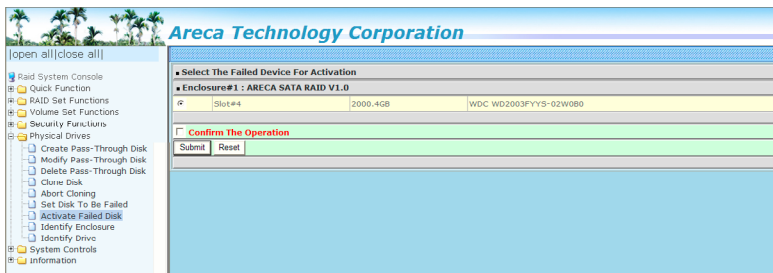 Areca Technology Corporation
|open all|close all|
Raid System Console
Quick Function
RAID Set Functions
Volume Set Functions
Security Functions
Physical Drives
Create Pass-Through Disk
Modify Pass-Through Disk
Delete Pass-Through Disk
Clone Disk
Abort Cloning
Set Disk To Be Failed
Activate Failed Disk
Identify Enclosure
Identify Drive
System Controls
Information
Select The Failed Device For Activation
Enclosure#1 : ARECA SATA RAID V1.0
Slot#4 2000.4GB WDC WD2003FYYS-02W0B0
Confirm The Operation
Submit Reset